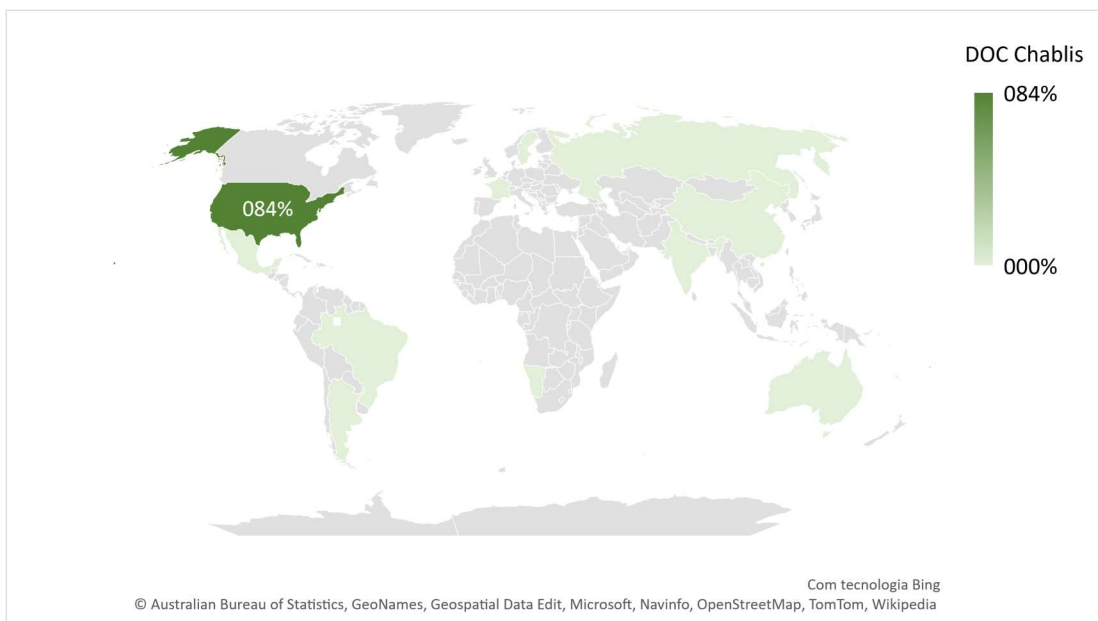 DOC Chablis
084%
000%
084%
Com tecnologia Bing
© Australian Bureau of Statistics, GeoNames, Geospatial Data Edit, Microsoft, Navinfo, OpenStreetMap, TomTom, Wikipedia